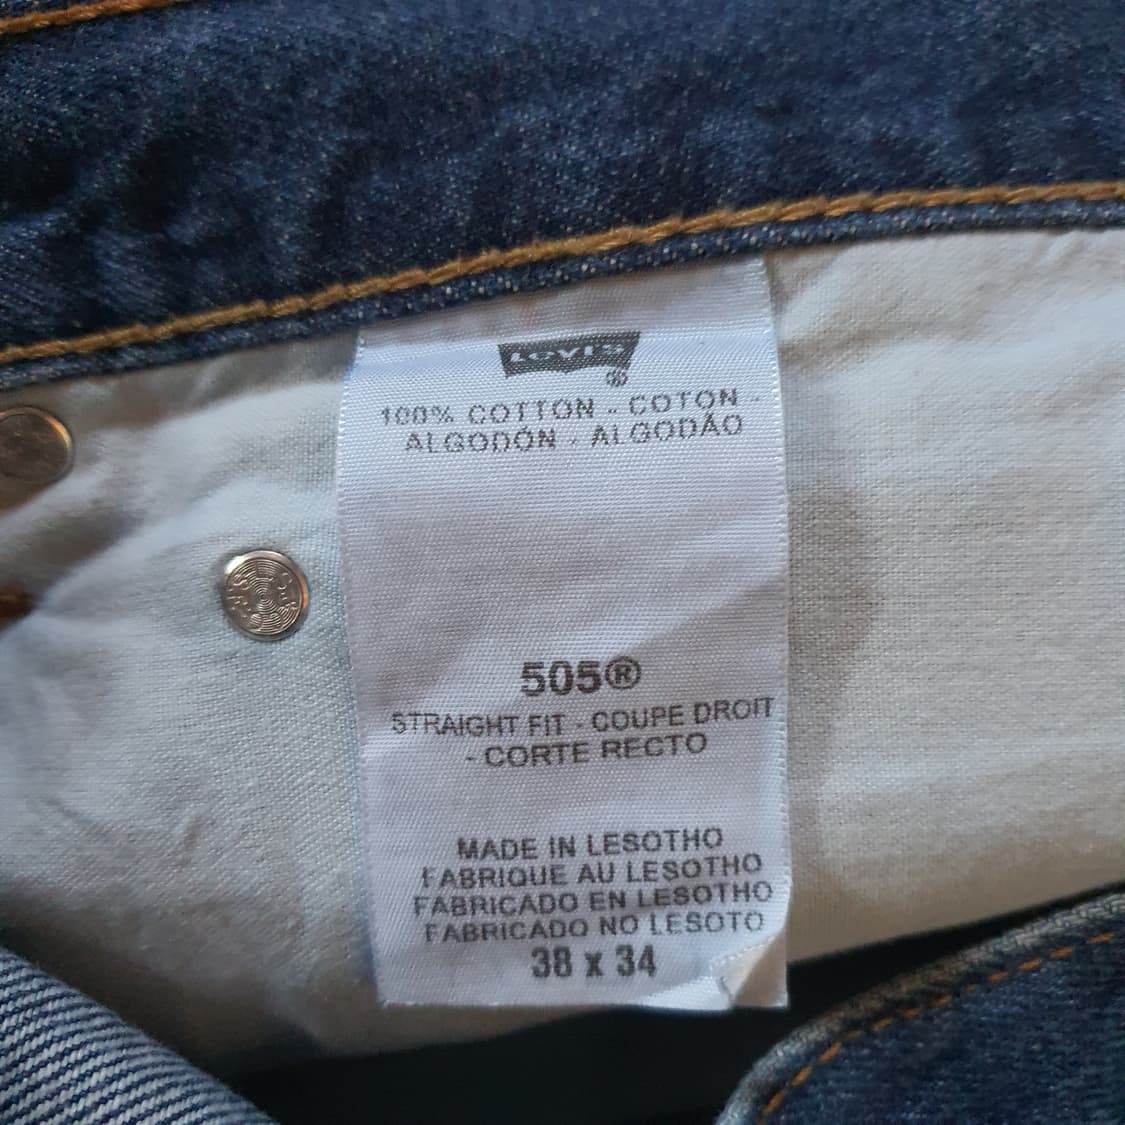 Levi's
®
100% COTTON - COTON -
ALGODÓN - ALGODÃO
505®
STRAIGHT FIT - COUPE DROIT
- CORTE RECTO
MADE IN LESOTHO
FABRIQUE AU LESOTHO
FABRICADO EN LESOTHO
FABRICADO NO LESOTO
38 x 34